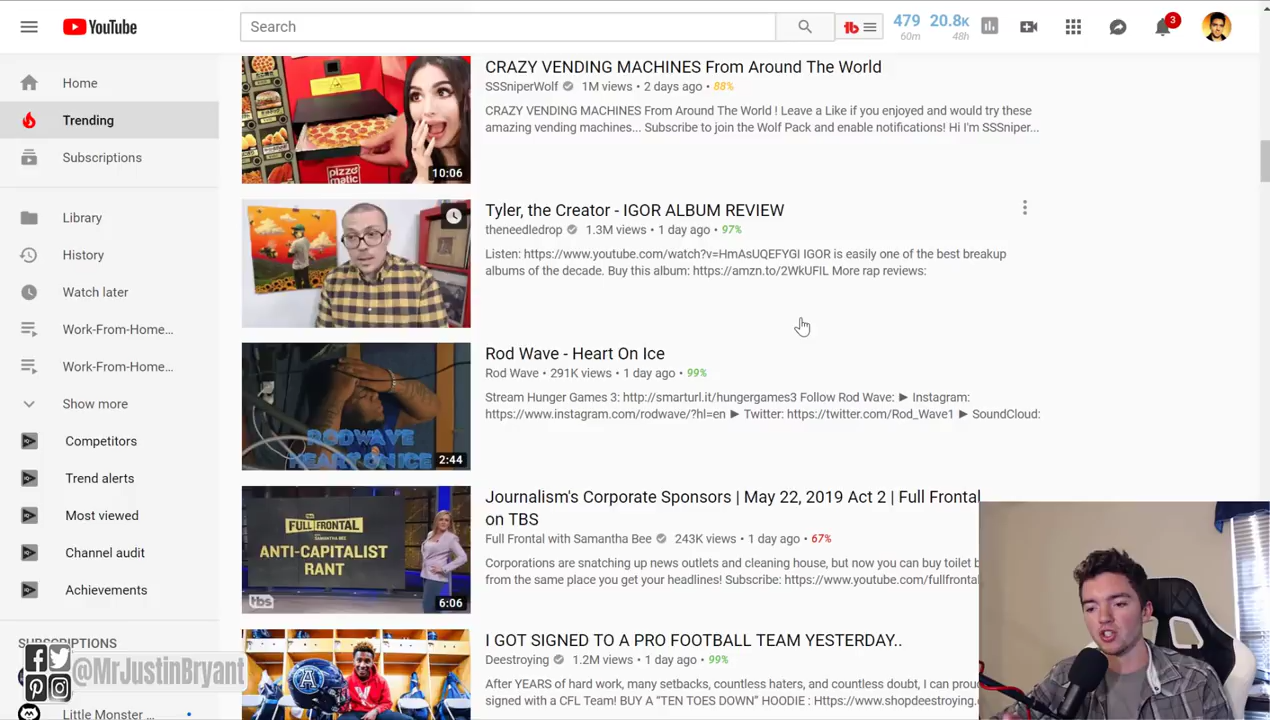 YouTube
Search
479
60m
20.8K
48h
3
Home
Trending
Subscriptions
Library
History
Watch later
Work-From-Home...
Work-From-Home...
Show more
Competitors
Trend alerts
Most viewed
Channel audit
Achievements
SUBSCRIPTIONS
@MrJustinBryant
Little Monster ...
10:06
CRAZY VENDING MACHINES From Around The World
SSSniperWolf 1M views • 2 days ago • 88%
CRAZY VENDING MACHINES From Around The World ! Leave a Like if you enjoyed and would try these
amazing vending machines... Subscribe to join the Wolf Pack and enable notifications! Hi I'm SSSniper...
Tyler, the Creator - IGOR ALBUM REVIEW
theneedledrop 1.3M views • 1 day ago • 97%
Listen: https://www.youtube.com/watch?v=HmAsUQEFYGI IGOR is easily one of the best breakup
albums of the decade. Buy this album: https://amzn.to/2WkUFIL More rap reviews:
RODWAVE
HEART ON ICE
2:44
Rod Wave - Heart On Ice
Rod Wave • 291K views • 1 day ago • 99%
Stream Hunger Games 3: http://smarturl.it/hungergames3 Follow Rod Wave: ► Instagram:
https://www.instagram.com/rodwave/?hl=en ► Twitter: https://twitter.com/Rod_Wave1 ► SoundCloud:
FULL
FRONTAL
ANTI-CAPITALIST
RANT
tbs
6:06
Journalism's Corporate Sponsors | May 22, 2019 Act 2 | Full Frontal
on TBS
Full Frontal with Samantha Bee 243K views • 1 day ago • 67%
Corporations are snatching up news outlets and cleaning house, but now you can buy toilet
from the same place you get your headlines! Subscribe: https://www.youtube.com/fullfrontal
I GOT SIGNED TO A PRO FOOTBALL TEAM YESTERDAY..
Deestroying 1.2M views • 1 day ago • 99%
After YEARS of hard work, many setbacks, countless haters, and countless doubt, I can
signed with a CFL Team! BUY A "TEN TOES DOWN" HOODIE : Https://www.shopdeestroying.